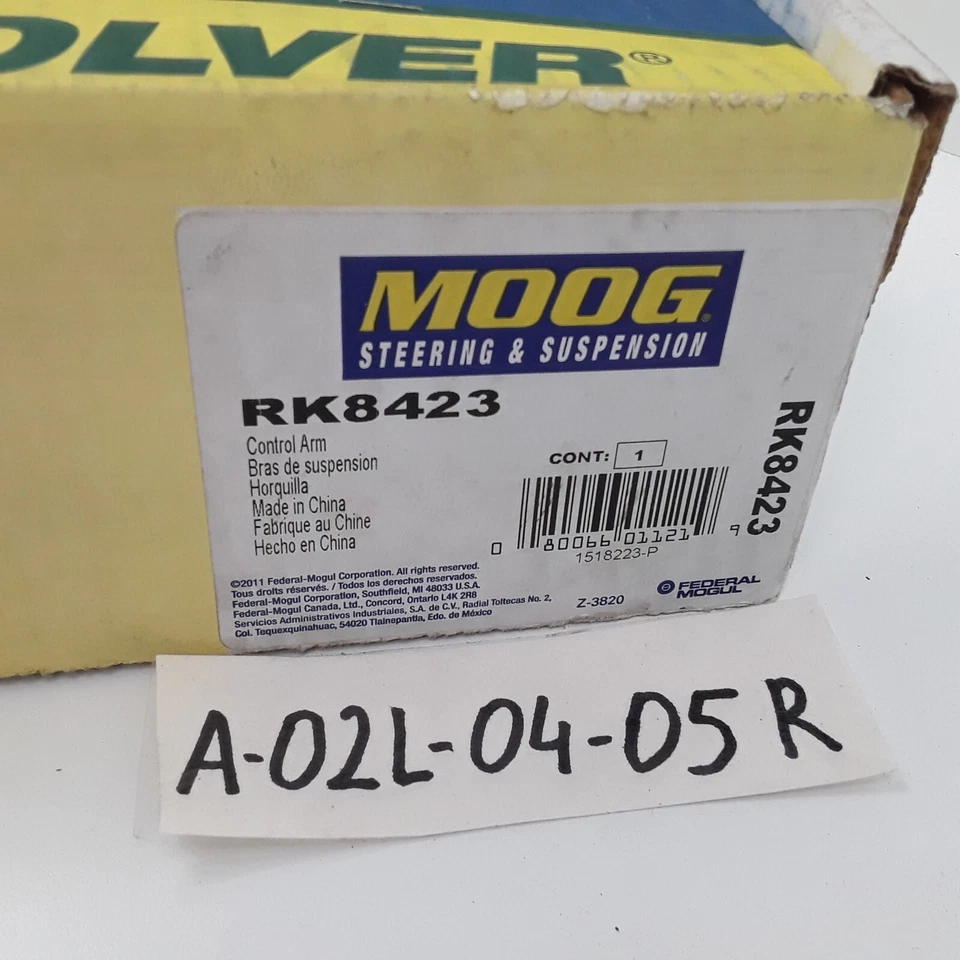 OLVER®
MOOG®
STEERING & SUSPENSION
RK8423
Control Arm
Bras de suspension
Horquilla
Made in China
Fabrique au Chine
Hecho en China
CONT: 1
0 80066 01121 9
1518223-P
RK8423
©2011 Federal-Mogul Corporation. All rights reserved.
Tous droits réservés. / Todos los derechos reservados.
Federal-Mogul Corporation, Southfield, MI 48033 U.S.A.
Federal-Mogul Canada, Ltd., Concord, Ontario L4K 2R8
Servicios Administrativos Industriales, S.A. de C.V., Radial Toltecas No. 2,
Col. Tequexquinahuac, 54020 Tlalnepantla, Edo. de México
Z-3820
FEDERAL
MOGUL
A-02L-04-05 R